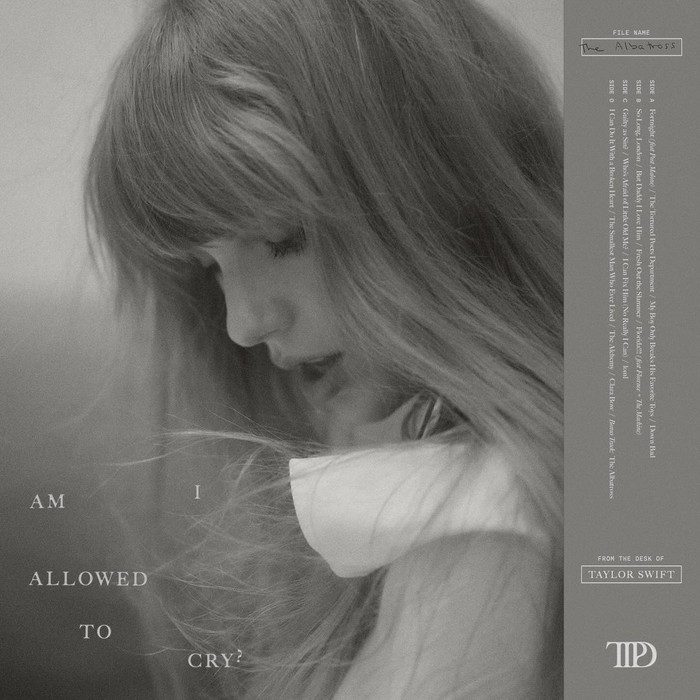 AM I
ALLOWED
TO
CRY?
FILE NAME
The Albatross
SIDE A Fortnight (feat. Post Malone) / The Tortured Poets Department / My Boy Only Breaks His Favorite Toys / Down Bad
SIDE B So Long, London / But Daddy I Love Him / Fresh Out the Slammer / Florida!!! (feat. Florence + The Machine)
SIDE C Guilty as Sin? / Who's Afraid of Little Old Me? / I Can Fix Him (No Really I Can) / loml
SIDE D I Can Do It With a Broken Heart / The Smallest Man Who Ever Lived / The Alchemy / Clara Bow / Bonus Track: The Albatross
FROM THE DESK OF
TAYLOR SWIFT
TTPD